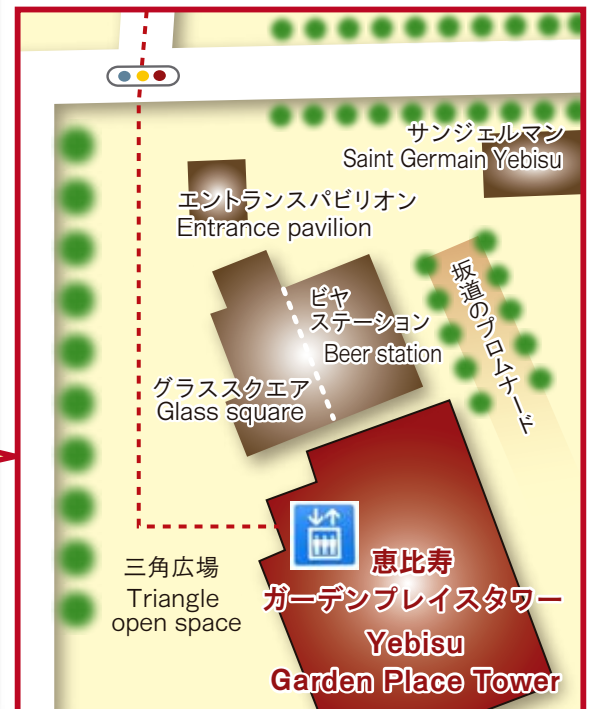 サンジェルマン
Saint Germain Yebisu
エントランスパビリオン
Entrance pavilion
坂道のプロムナード
ビヤ
ステーション
Beer station
グラススクエア
Glass square
三角広場
Triangle
open space
恵比寿
ガーデンプレイスタワー
Yebisu
Garden Place Tower